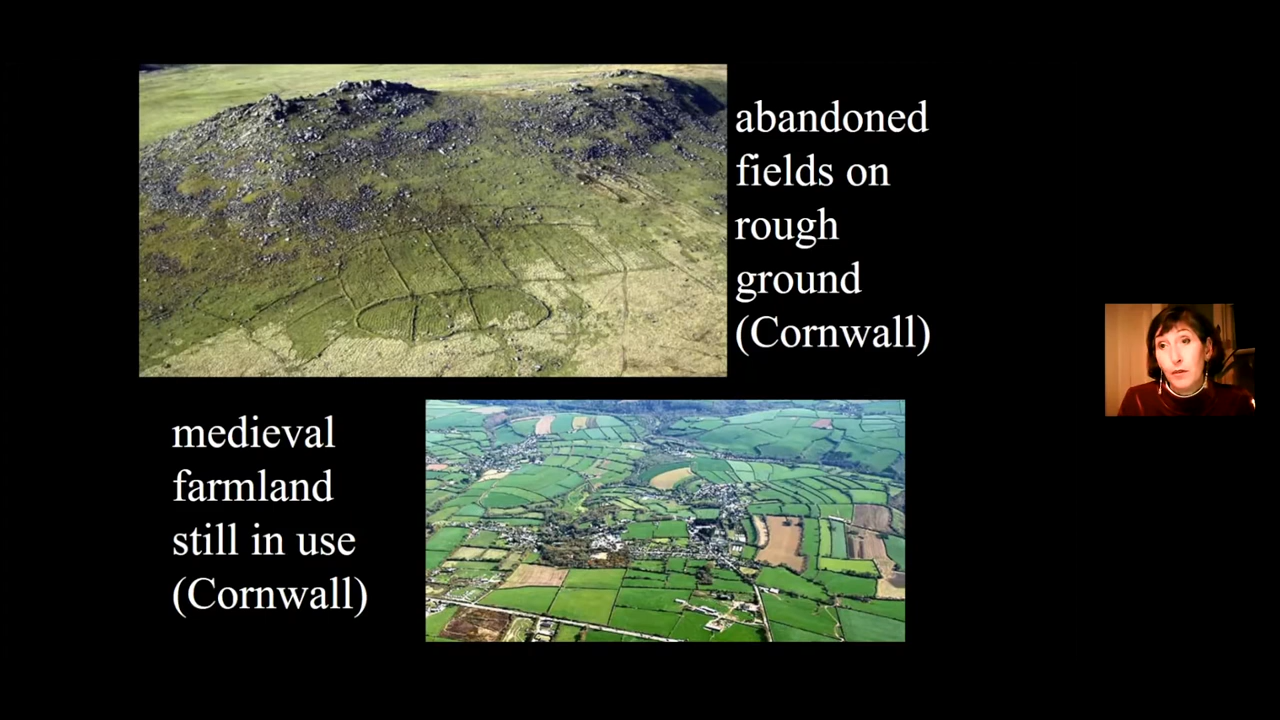 abandoned
fields on
rough
ground
(Cornwall)
medieval
farmland
still in use
(Cornwall)